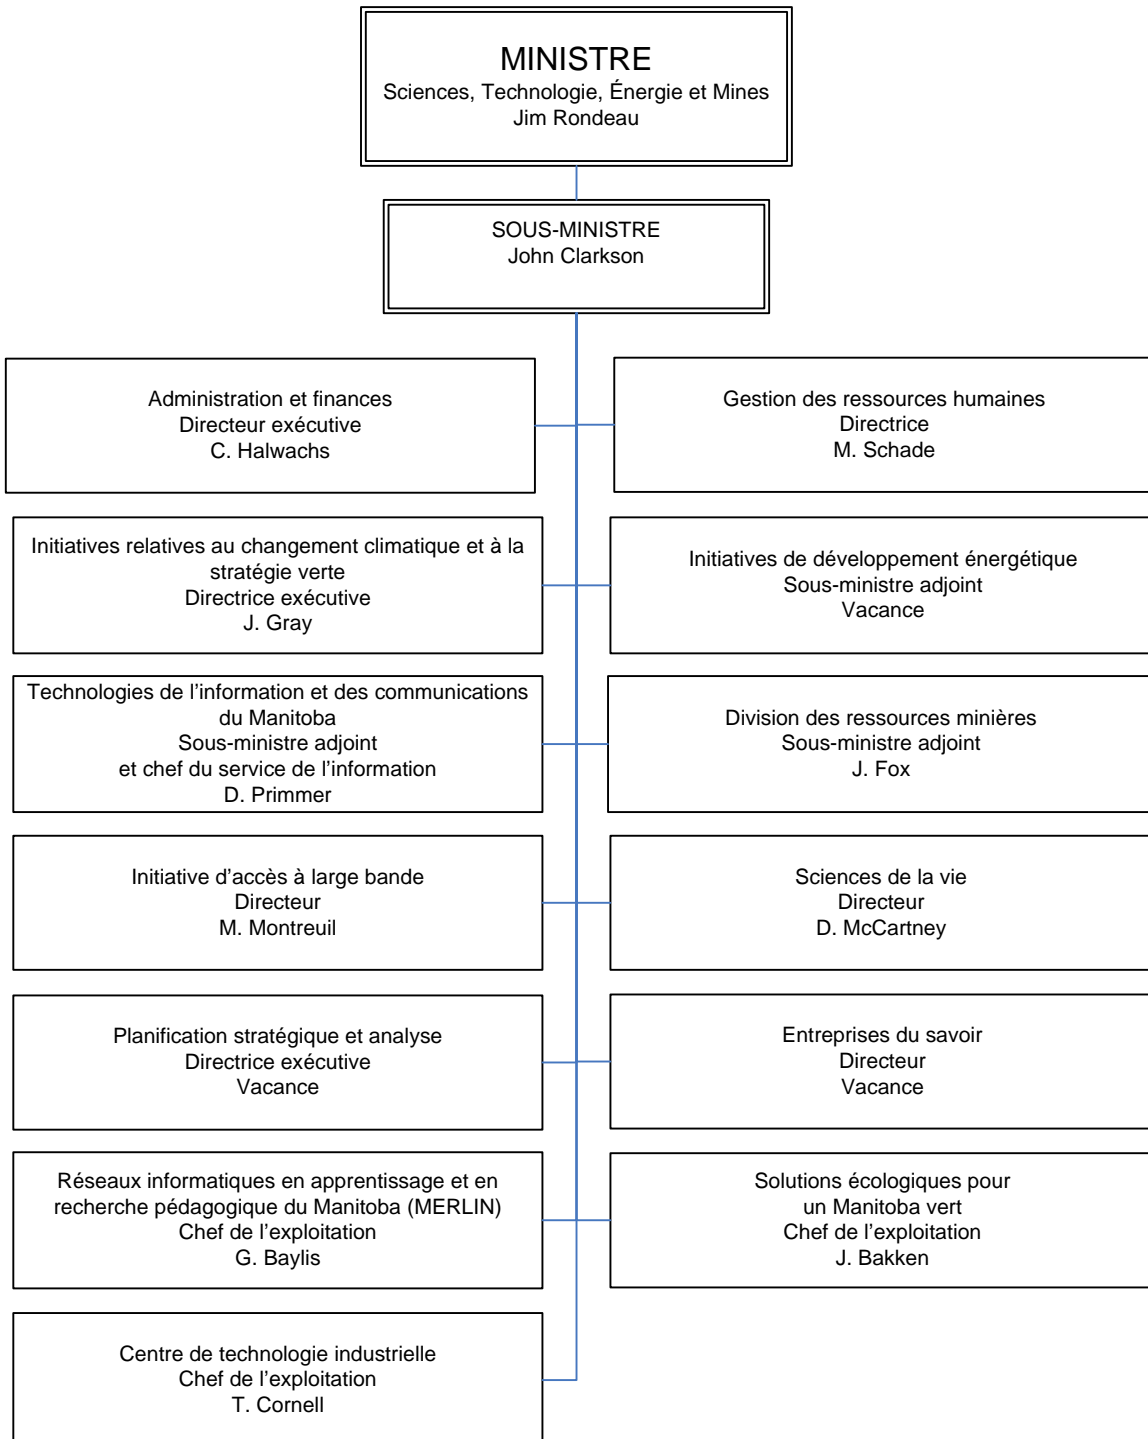 MINISTRE
Sciences, Technologie, Énergie et Mines
Jim Rondeau
SOUS-MINISTRE
John Clarkson
Administration et finances
Directeur exécutive
C. Halwachs
Gestion des ressources humaines
Directrice
M. Schade
Initiatives relatives au changement climatique et à la
stratégie verte
Directrice exécutive
J. Gray
Initiatives de développement énergétique
Sous-ministre adjoint
Vacance
Technologies de l’information et des communications
du Manitoba
Sous-ministre adjoint
et chef du service de l’information
D. Primmer
Division des ressources minières
Sous-ministre adjoint
J. Fox
Initiative d’accès à large bande
Directeur
M. Montreuil
Sciences de la vie
Directeur
D. McCartney
Planification stratégique et analyse
Directrice exécutive
Vacance
Entreprises du savoir
Directeur
Vacance
Réseaux informatiques en apprentissage et en
recherche pédagogique du Manitoba (MERLIN)
Chef de l’exploitation
G. Baylis
Solutions écologiques pour
un Manitoba vert
Chef de l’exploitation
J. Bakken
Centre de technologie industrielle
Chef de l’exploitation
T. Cornell